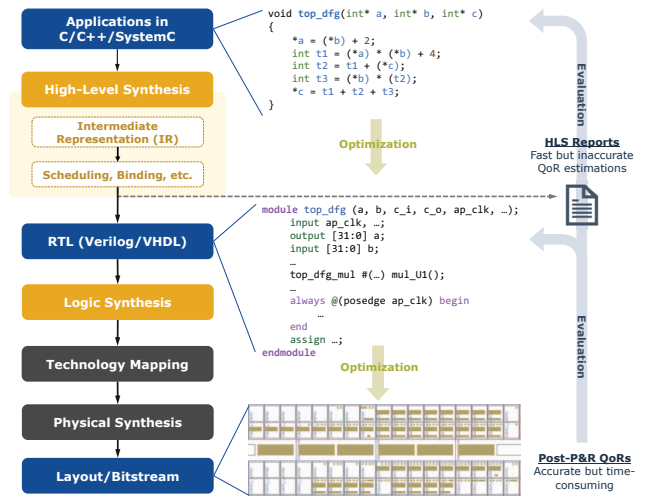 Applications in
C/C++/SystemC
High-Level Synthesis
Intermediate
Representation (IR)
Scheduling, Binding, etc.
RTL (Verilog/VHDL)
Logic Synthesis
Technology Mapping
Physical Synthesis
Layout/Bitstream
void top_dfg(int* a, int* b, int* c)
{
*a = (*b) + 2;
int t1 = (*a) * (*b) + 4;
int t2 = t1 + (*c);
int t3 = (*b) * (t2);
*c = t1 + t2 + t3;
}
Optimization
module top_dfg (a, b, c_i, c_o, ap_clk, …);
input ap_clk, …;
output [31:0] a;
input [31:0] b;
…
top_dfg_mul #(…) mul_U1();
…
always @(posedge ap_clk) begin
…
end
assign …;
endmodule
Optimization
Evaluation
HLS Reports
Fast but inaccurate
QoR estimations
Evaluation
Post-P&R QoRs
Accurate but time-
consuming